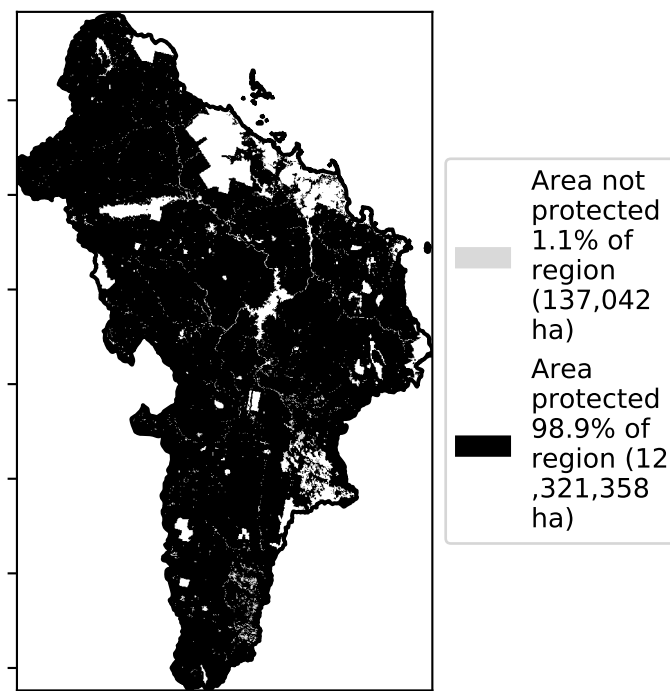 Area not
protected
1.1% of
region
(137,042
ha)
Area
protected
98.9% of
region (12
,321,358
ha)